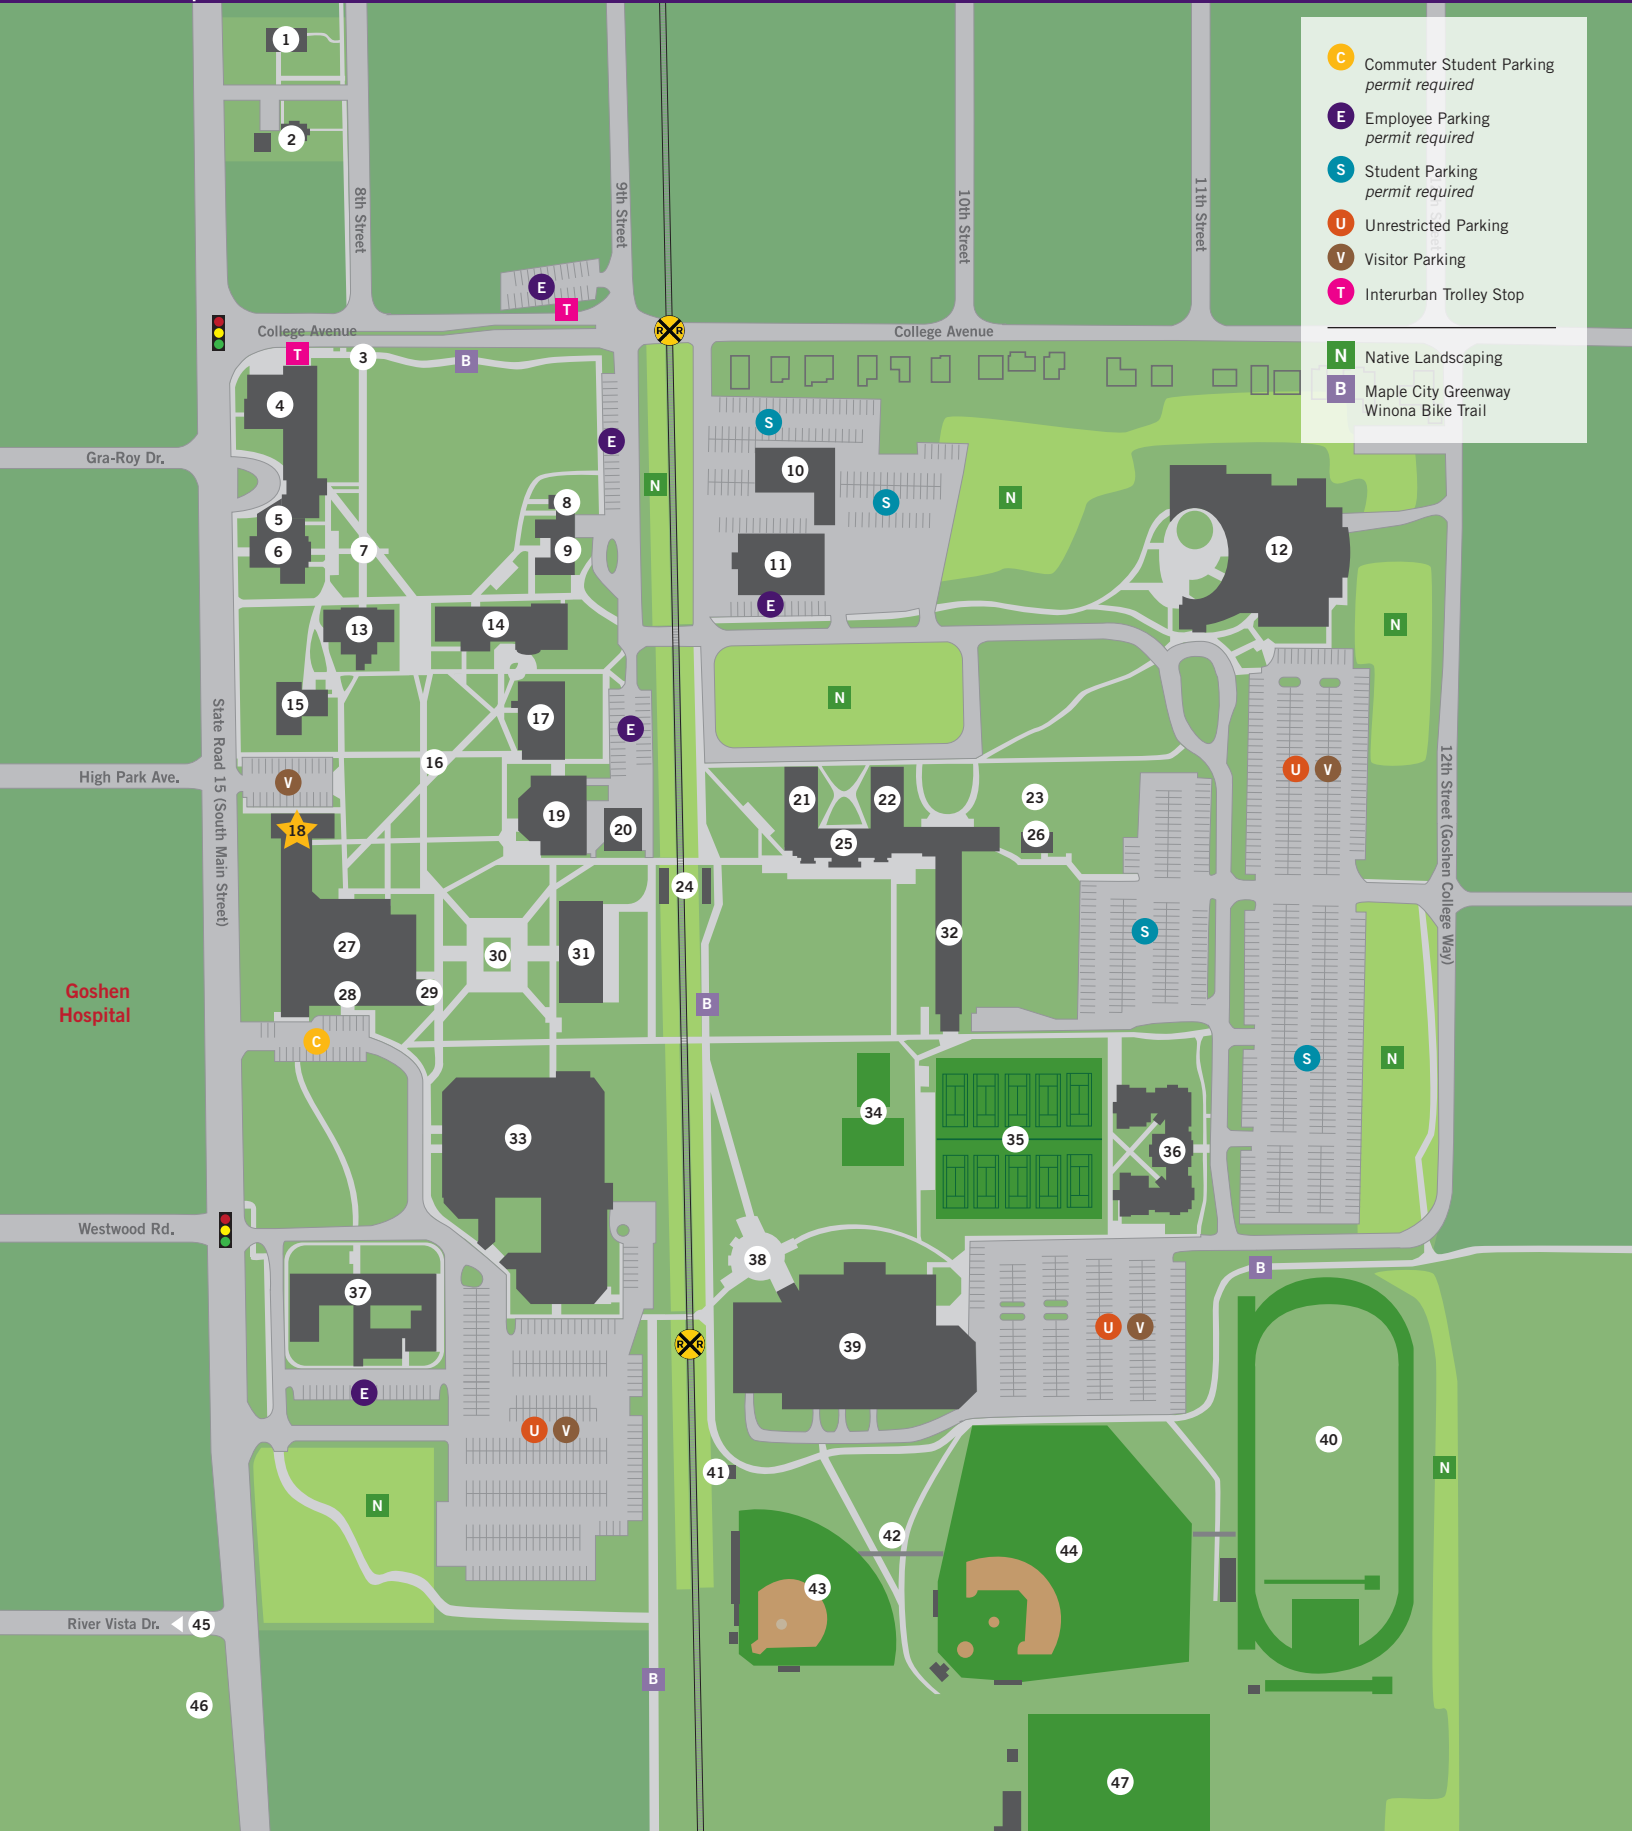 1
2
C
Commuter Student Parking
permit required
E
Employee Parking
permit required
S
Student Parking
permit required
U
Unrestricted Parking
V
Visitor Parking
T
Interurban Trolley Stop
N
Native Landscaping
B
Maple City Greenway
Winona Bike Trail
8th Street
9th Street
10th Street
11th Street
E
T
College Avenue
R R
College Avenue
T
3
B
4
S
E
Gra-Roy Dr.
10
N
N
S
8
5
6
7
9
11
12
E
13
14
N
15
17
N
E
State Road 15 (South Main Street)
16
High Park Ave.
V
U
V
12th Street (Goshen College Way)
21
22
23
18
19
20
25
26
24
S
32
27
30
31
28
29
B
Goshen
Hospital
C
S
N
34
33
35
36
Westwood Rd.
38
B
37
39
U
V
R R
E
U
V
40
41
N
N
42
44
43
River Vista Dr.
45
B
46
47